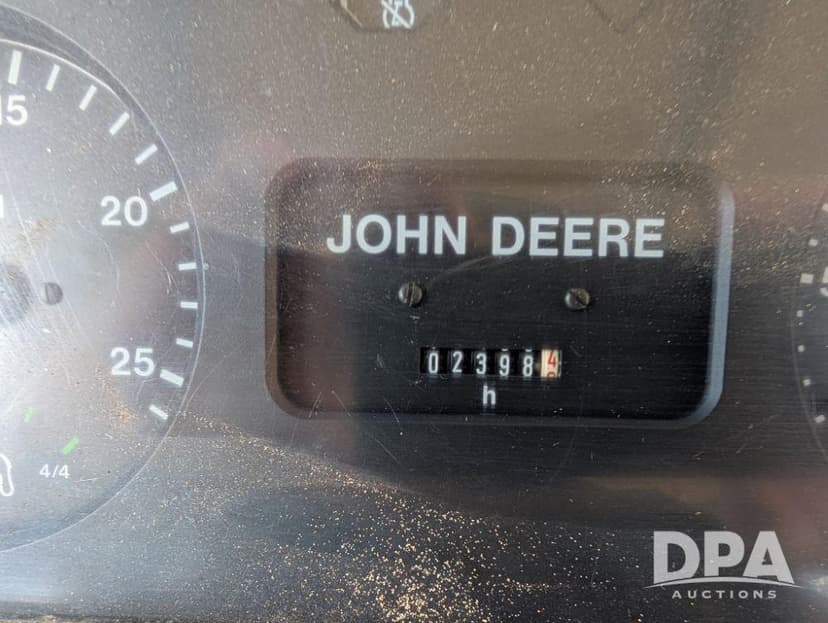 15
20
25
4/4
JOHN DEERE
023984
h
DPA
AUCTIONS